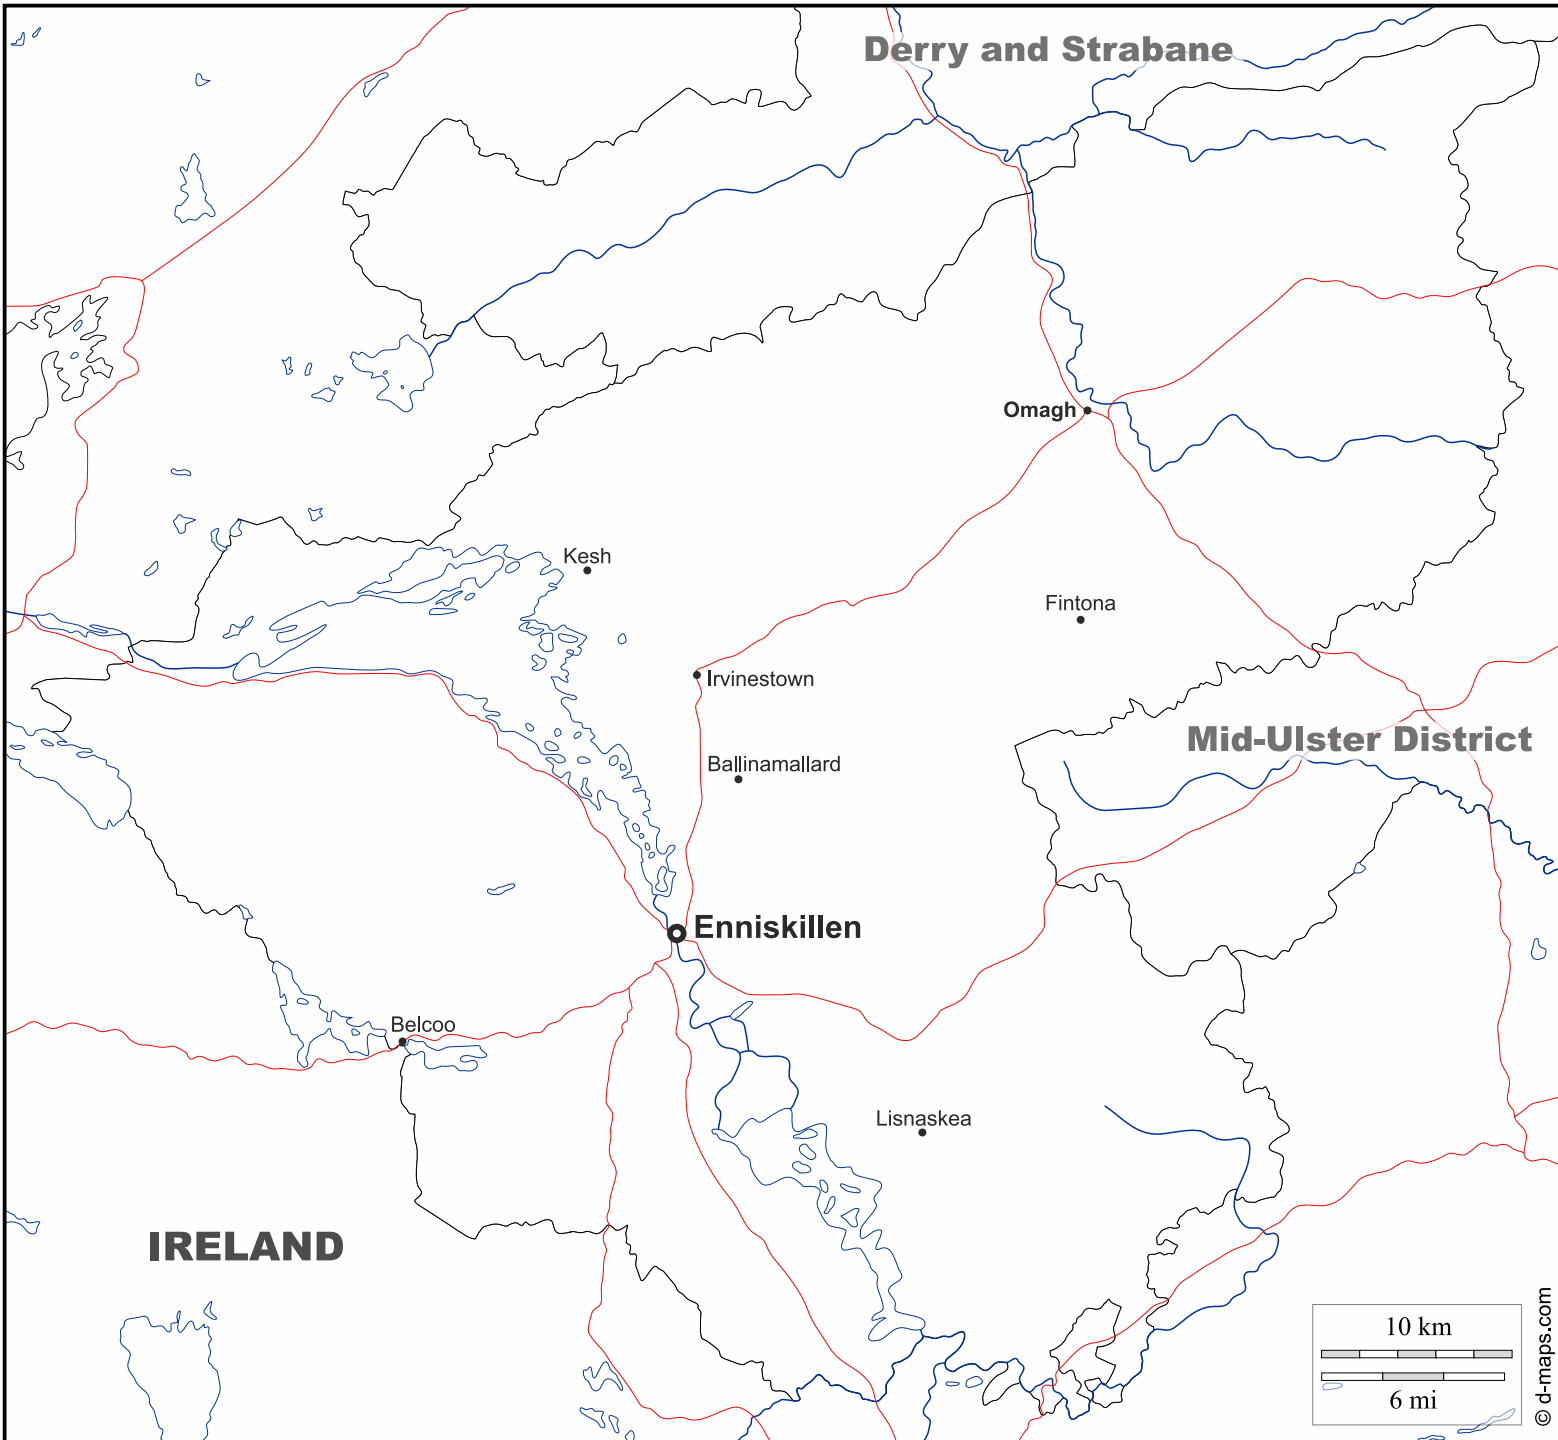 Derry and Strabane
Omagh
Kesh
Fintona
Irvinestown
Mid-Ulster District
Ballinamallard
Enniskillen
Belcoo
Lisnaskea
IRELAND
10 km
6 mi
© d-maps.com